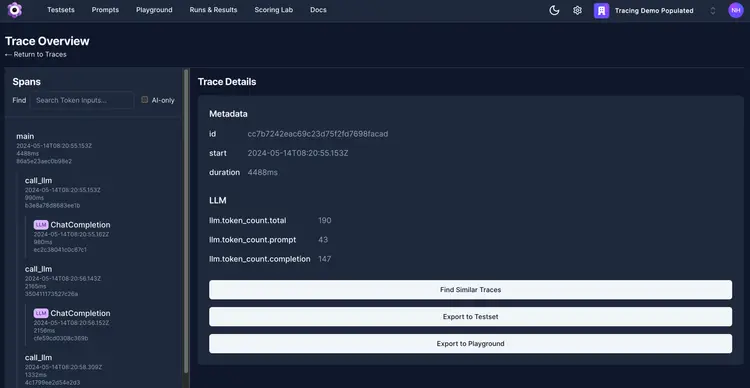 Testsets Prompts Playground Runs & Results Scoring Lab Docs Tracing Demo Populated NH
Trace Overview
← Return to Traces
Spans
Find Search Token Inputs... AI-only
main
2024-05-14T08:20:55.153Z
4488ms
86a5e23aec0b98e2
call_llm
2024-05-14T08:20:55.153Z
990ms
b3e8a76d8683ee1b
LLM ChatCompletion
2024-05-14T08:20:55.162Z
980ms
ec2c38041c0c67c1
call_llm
2024-05-14T08:20:56.143Z
2165ms
350411173527c26a
LLM ChatCompletion
2024-05-14T08:20:56.152Z
2156ms
cfe59cd0308c369b
call_llm
2024-05-14T08:20:58.309Z
1332ms
4c1799ee2d54e2d3
Trace Details
Metadata
id cc7b7242eac69c23d75f2fd7698facad
start 2024-05-14T08:20:55.153Z
duration 4488ms
LLM
llm.token_count.total 190
llm.token_count.prompt 43
llm.token_count.completion 147
Find Similar Traces
Export to Testset
Export to Playground